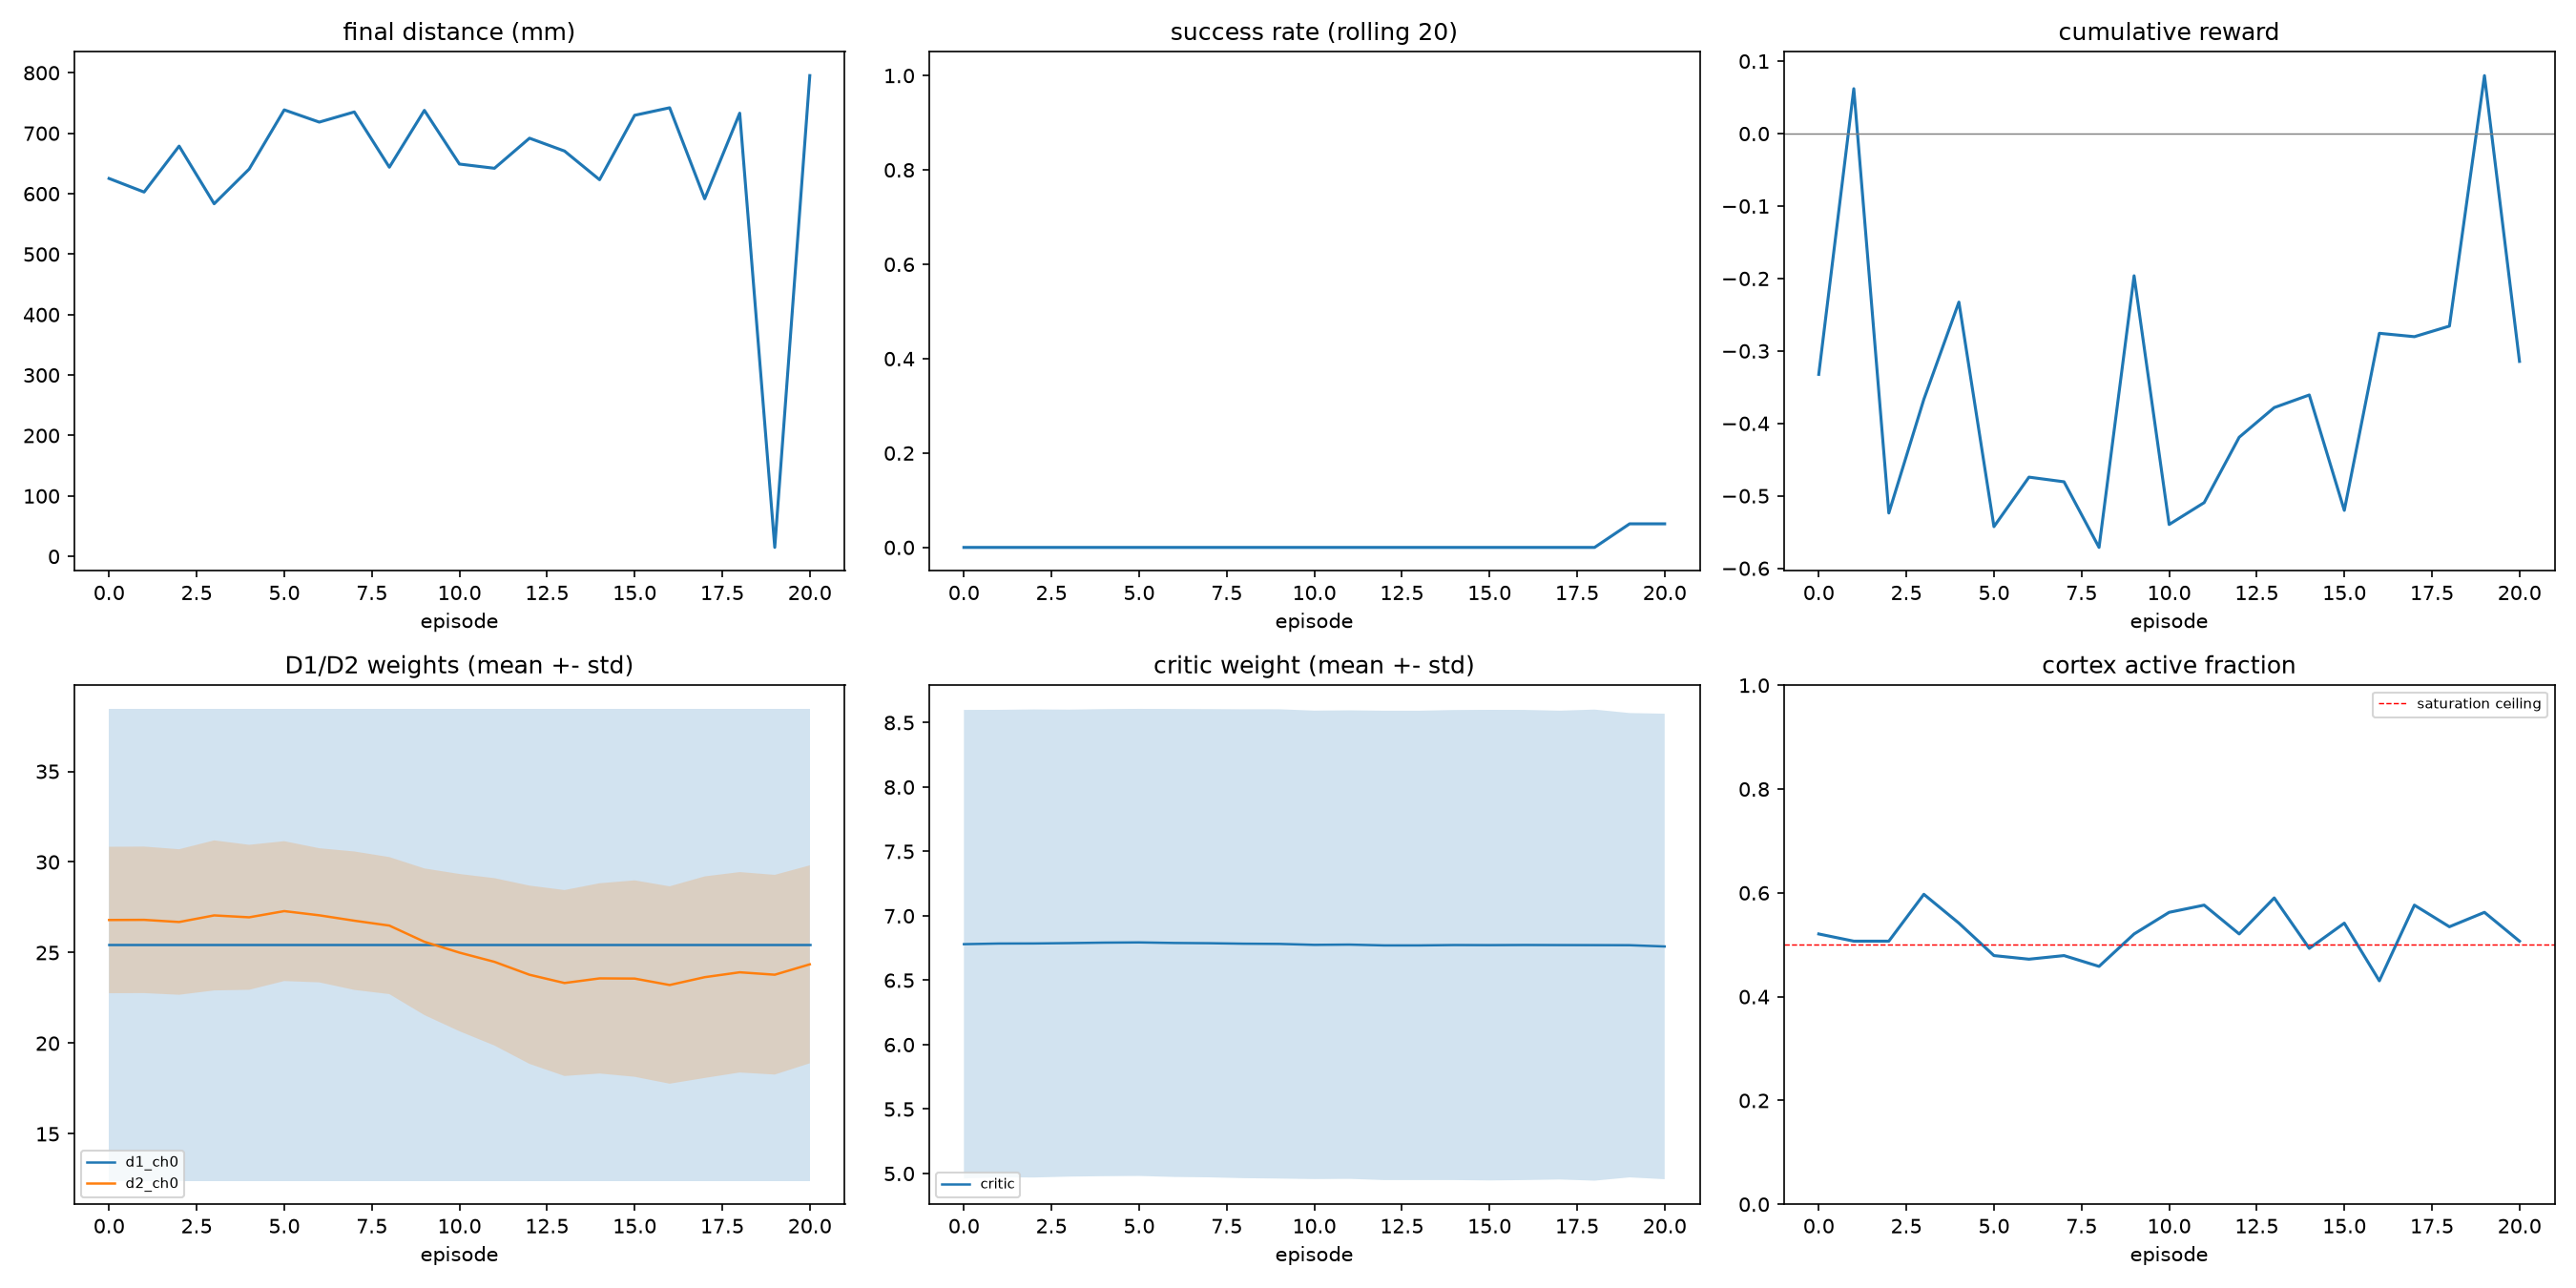 final distance (mm)
800
700
600
500
400
300
200
100
0
0.0 2.5 5.0 7.5 10.0 12.5 15.0 17.5 20.0
episode
success rate (rolling 20)
1.0
0.8
0.6
0.4
0.2
0.0
0.0 2.5 5.0 7.5 10.0 12.5 15.0 17.5 20.0
episode
cumulative reward
0.1
0.0
−0.1
−0.2
−0.3
−0.4
−0.5
−0.6
0.0 2.5 5.0 7.5 10.0 12.5 15.0 17.5 20.0
episode
D1/D2 weights (mean +- std)
35
30
25
20
15
d1_ch0
d2_ch0
0.0 2.5 5.0 7.5 10.0 12.5 15.0 17.5 20.0
episode
critic weight (mean +- std)
8.5
8.0
7.5
7.0
6.5
6.0
5.5
5.0
critic
0.0 2.5 5.0 7.5 10.0 12.5 15.0 17.5 20.0
episode
cortex active fraction
1.0
saturation ceiling
0.8
0.6
0.4
0.2
0.0
0.0 2.5 5.0 7.5 10.0 12.5 15.0 17.5 20.0
episode